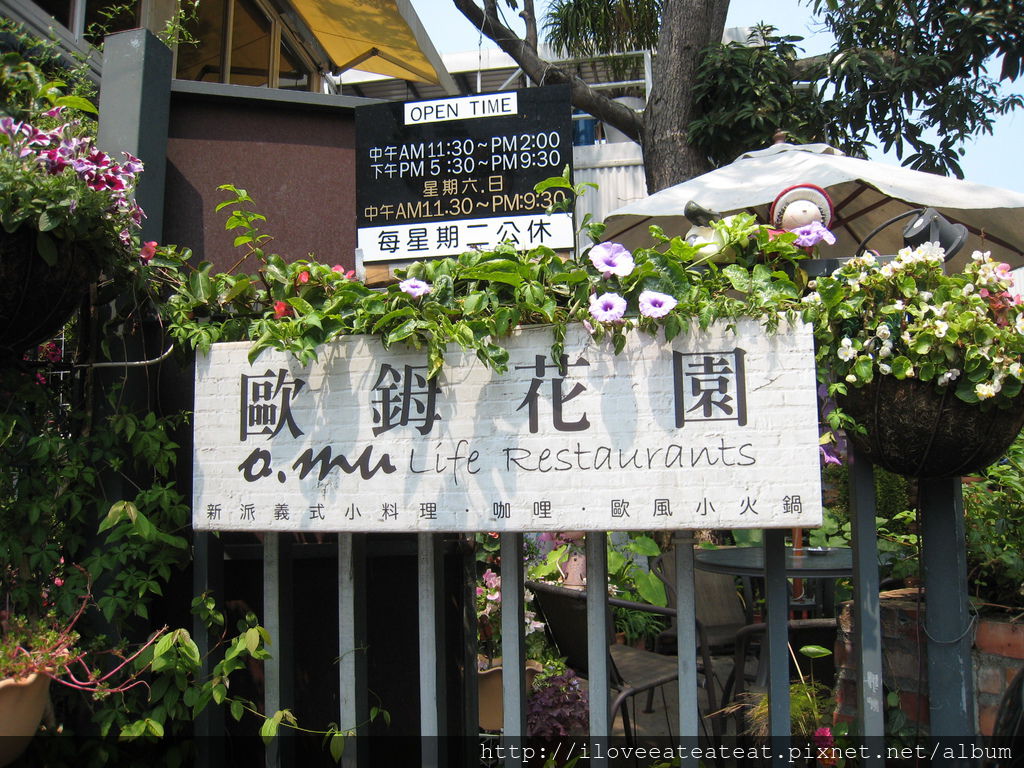 OPEN TIME
中午AM11:30~PM2:00
下午PM5:30~PM9:30
星期六.日
中午AM11.30~PM:9:30
每星期二公休
歐鉧花園
o.mu Life Restaurants
新派義式小料理·咖哩·歐風小火鍋
http://iloveeateateat.pixnet.net/album